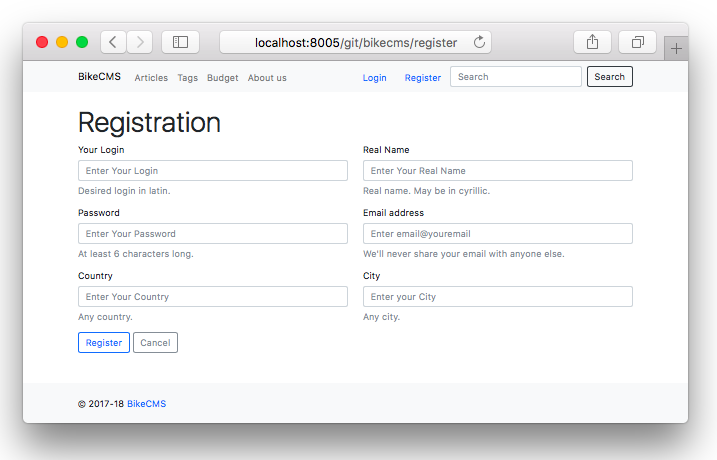 localhost:8005/git/bikecms/register
BikeCMS Articles Tags Budget About us Login Register Search Search
Registration
Your Login Real Name
Enter Your Login Enter Your Real Name
Desired login in latin. Real name. May be in cyrillic.
Password Email address
Enter Your Password Enter email@youremail
At least 6 characters long. We'll never share your email with anyone else.
Country City
Enter Your Country Enter your City
Any country. Any city.
Register Cancel
© 2017-18 BikeCMS